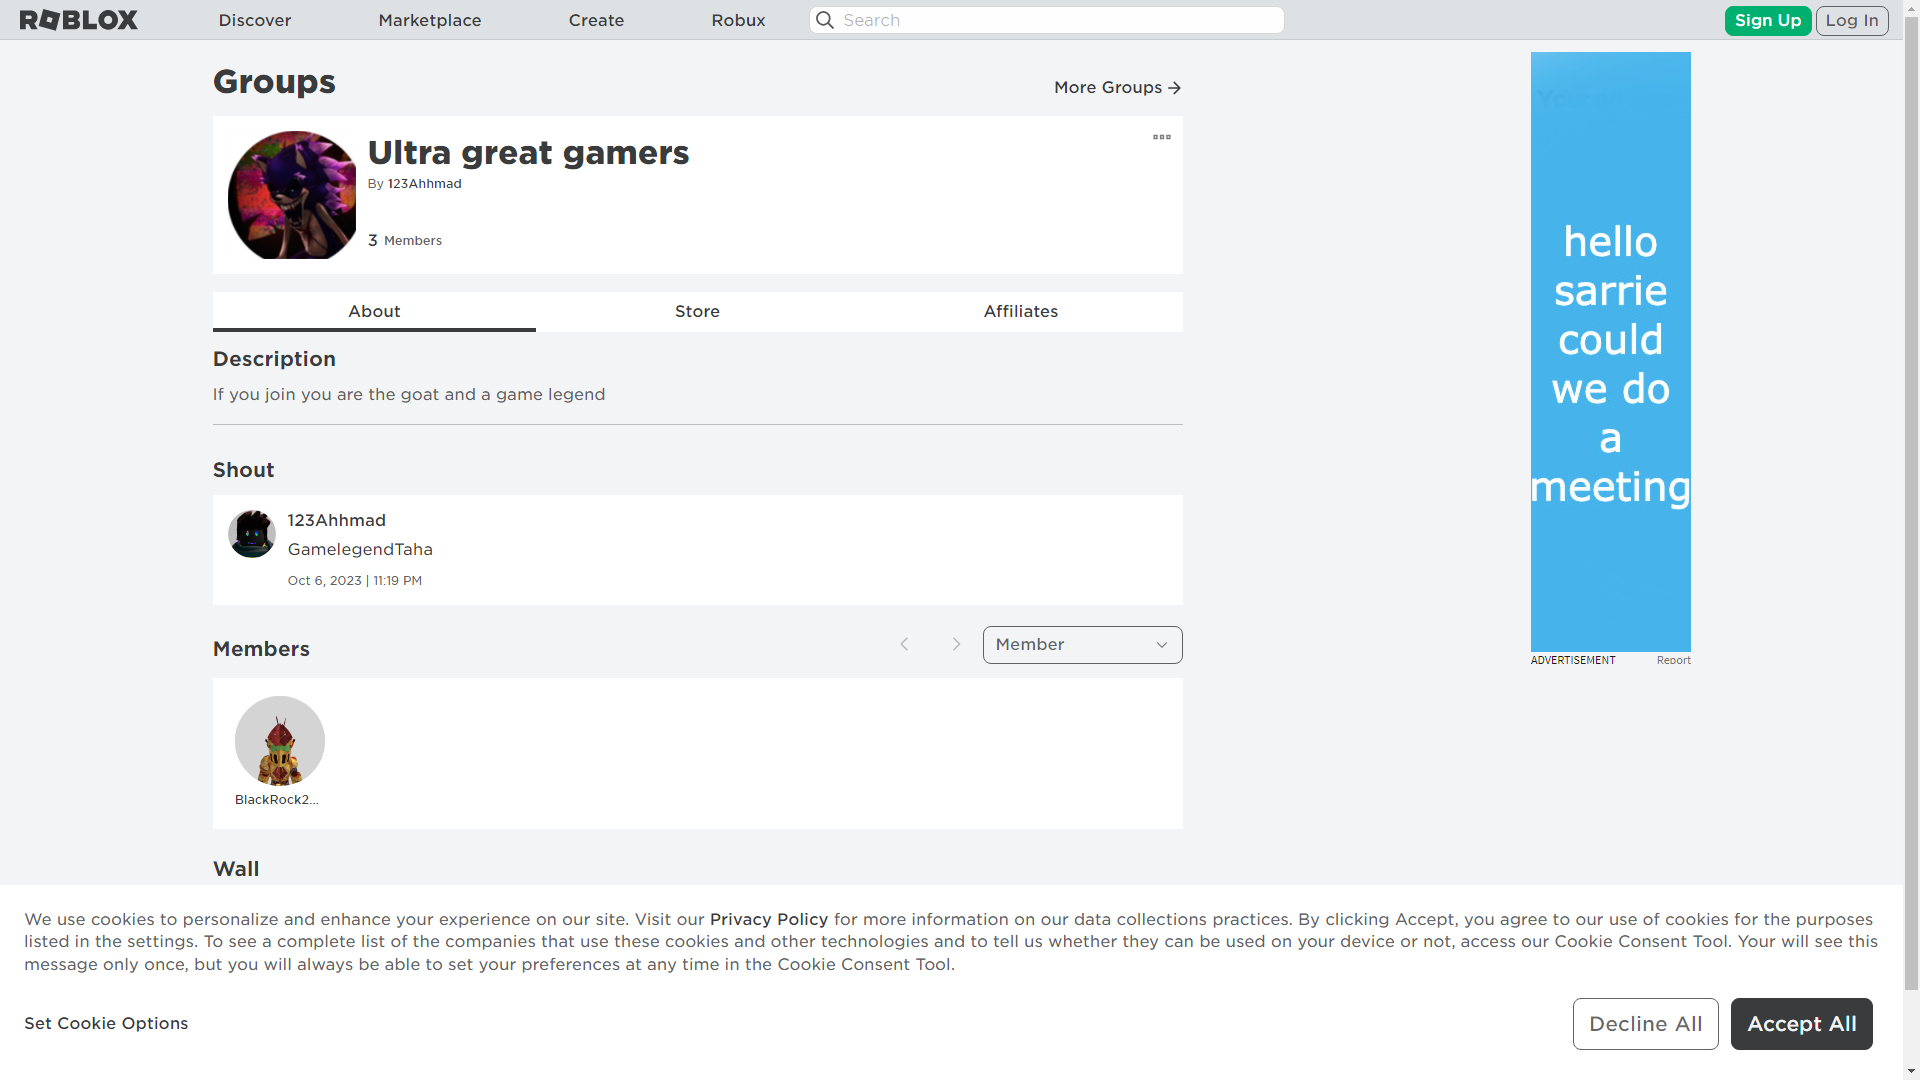 ROBLOX
Discover
Marketplace
Create
Robux
Search
Sign Up
Log In
Groups
More Groups
Ultra great gamers
By 123Ahhmad
3 Members
About
Store
Affiliates
Description
If you join you are the goat and a game legend
Shout
123Ahhmad
GamelegendTaha
Oct 6, 2023 | 11:19 PM
Members
Member
BlackRock2...
Wall
hello
sarrie
could
we do
a
meeting
ADVERTISEMENT
Report
We use cookies to personalize and enhance your experience on our site. Visit our Privacy Policy for more information on our data collections practices. By clicking Accept, you agree to our use of cookies for the purposes
listed in the settings. To see a complete list of the companies that use these cookies and other technologies and to tell us whether they can be used on your device or not, access our Cookie Consent Tool. Your will see this
message only once, but you will always be able to set your preferences at any time in the Cookie Consent Tool.
Set Cookie Options
Decline All
Accept All